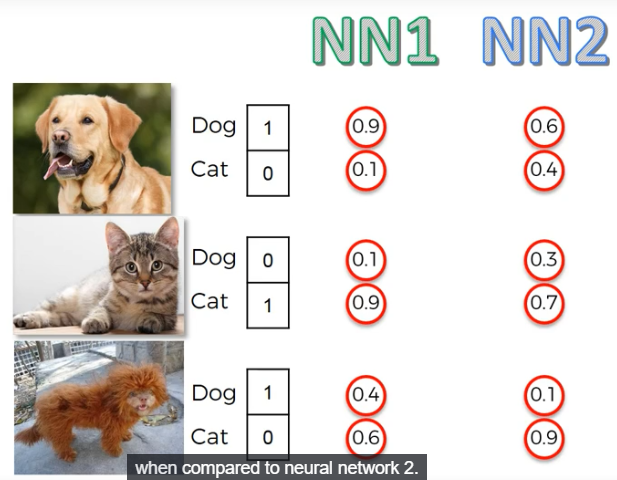 NN1 NN2
Dog 1 0.9 0.6
Cat 0 0.1 0.4
Dog 0 0.1 0.3
Cat 1 0.9 0.7
Dog 1 0.4 0.1
Cat 0 0.6 0.9
when compared to neural network 2.